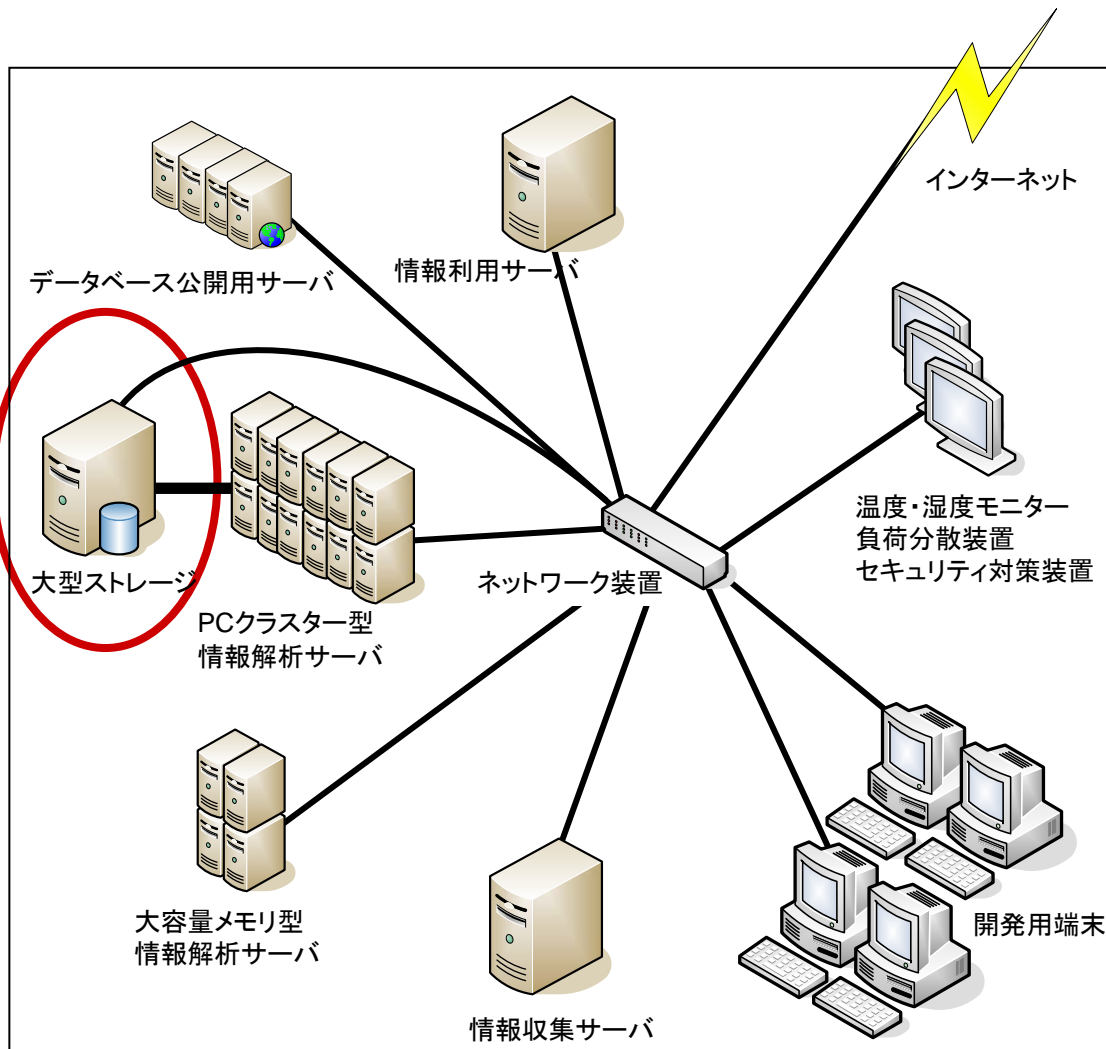 インターネット
データベース公開用サーバ
情報利用サーバ
温度・湿度モニター
負荷分散装置
セキュリティ対策装置
大型ストレージ
ネットワーク装置
PCクラスター型
情報解析サーバ
大容量メモリ型
情報解析サーバ
開発用端末
情報収集サーバ